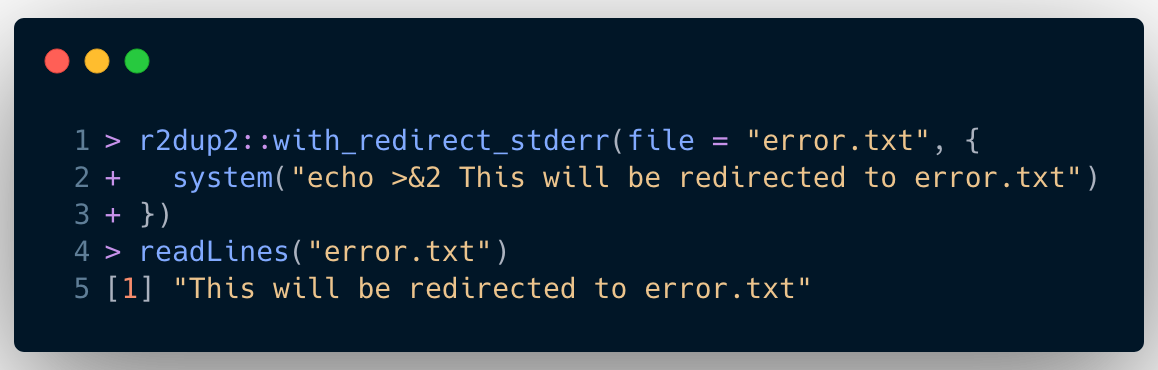 1 > r2dup2::with_redirect_stderr(file = "error.txt", {
2 +   system("echo >&2 This will be redirected to error.txt")
3 + })
4 > readLines("error.txt")
5 [1] "This will be redirected to error.txt"